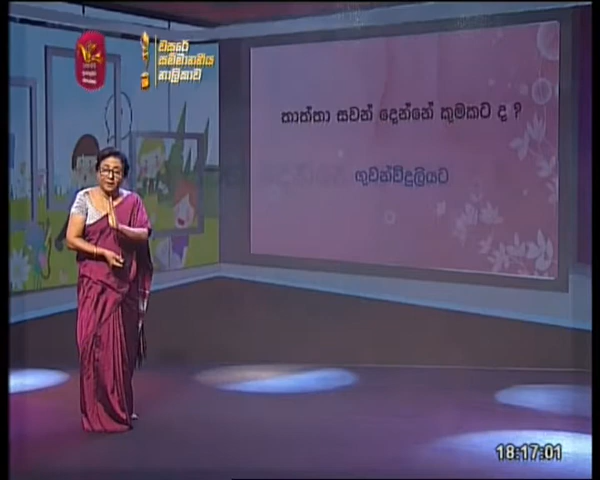 වසරේ
සම්මානනීය
නාලිකාව
තාත්තා සවන් දෙන්නේ කුමකට ද ?
ගුවන්විදුලියට
18:17:01